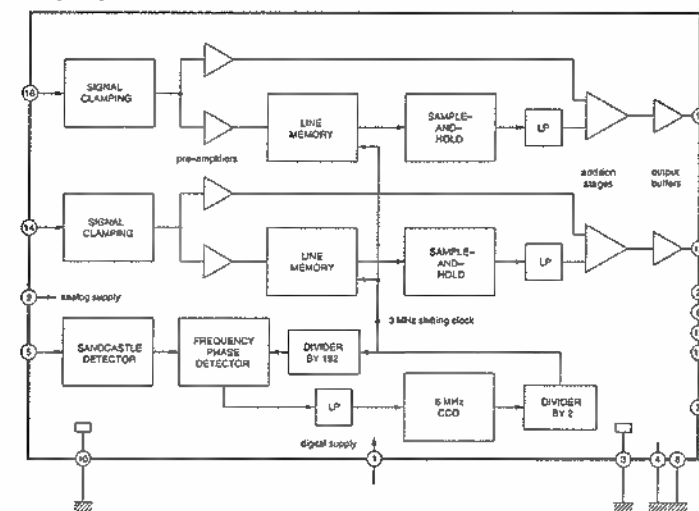 SIGNAL
CLAMPING
16
pre-amplifiers
LINE
MEMORY
SAMPLE-
AND-
HOLD
LP
addition
stages
output
buffers
14
SIGNAL
CLAMPING
LINE
MEMORY
SAMPLE-
AND-
HOLD
LP
analog supply
3 MHz shifting clock
5
SANDCASTLE
DETECTOR
FREQUENCY
PHASE
DETECTOR
DIVIDER
BY 192
LP
6 MHz
CCO
DIVIDER
BY 2
digital supply
10
1
3
4
8